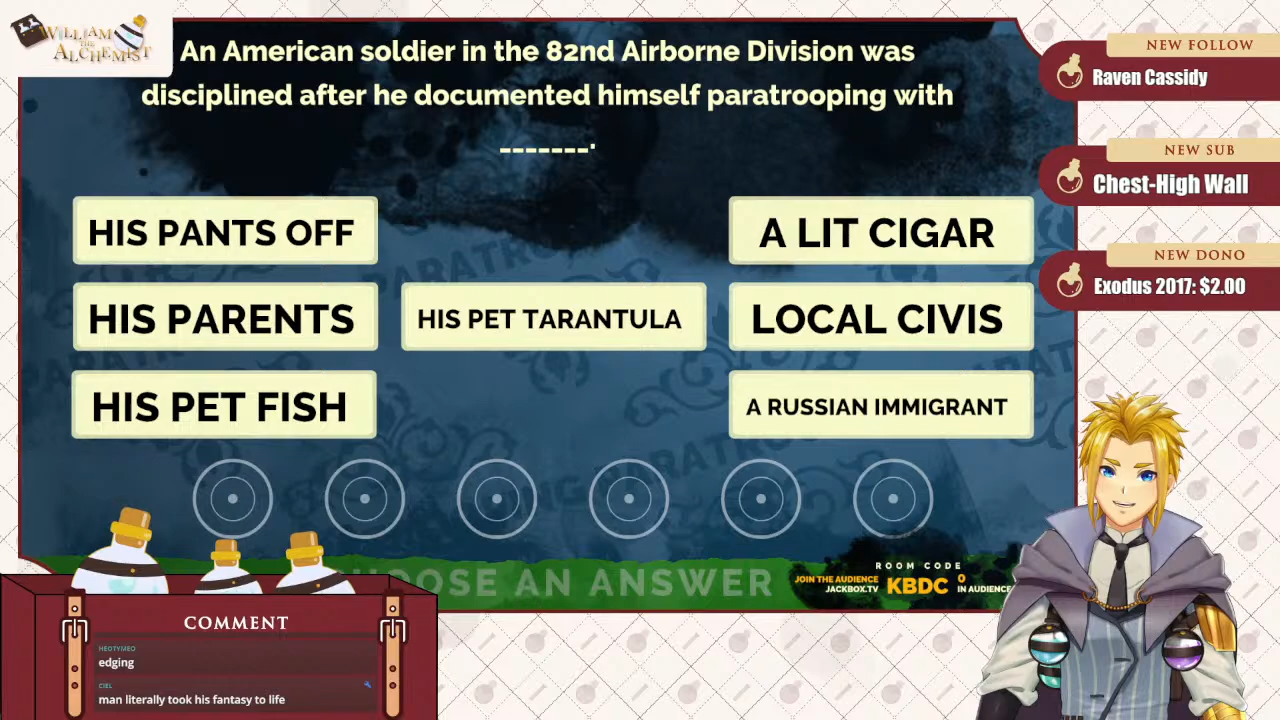 WILLIAM
THE
ALCHEMIST
An American soldier in the 82nd Airborne Division was
disciplined after he documented himself paratrooping with
_______.
HIS PANTS OFF
A LIT CIGAR
HIS PARENTS
HIS PET TARANTULA
LOCAL CIVIS
HIS PET FISH
A RUSSIAN IMMIGRANT
CHOOSE AN ANSWER
JOIN THE AUDIENCE
JACKBOX.TV
ROOM CODE
KBDC
0
IN AUDIENCE
NEW FOLLOW
Raven Cassidy
NEW SUB
Chest-High Wall
NEW DONO
Exodus 2017: $2.00
COMMENT
HEOTYMEO
edging
CIEL
man literally took his fantasy to life